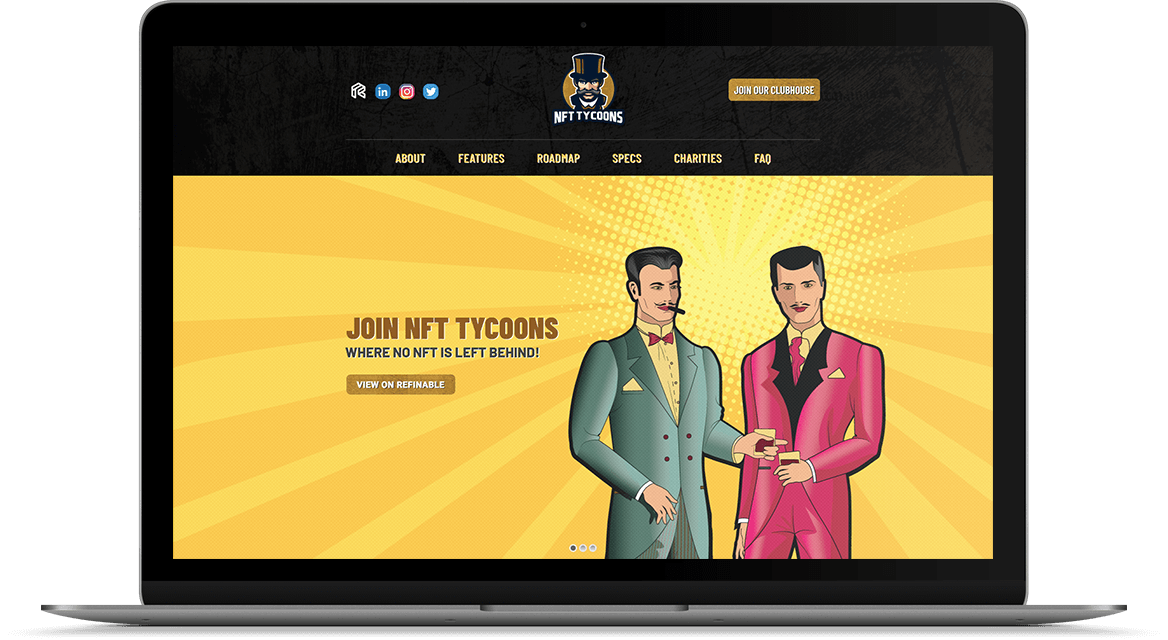 in
NFT TYCOONS
JOIN OUR CLUBHOUSE
ABOUT FEATURES ROADMAP SPECS CHARITIES FAQ
JOIN NFT TYCOONS
WHERE NO NFT IS LEFT BEHIND!
VIEW ON REFINABLE